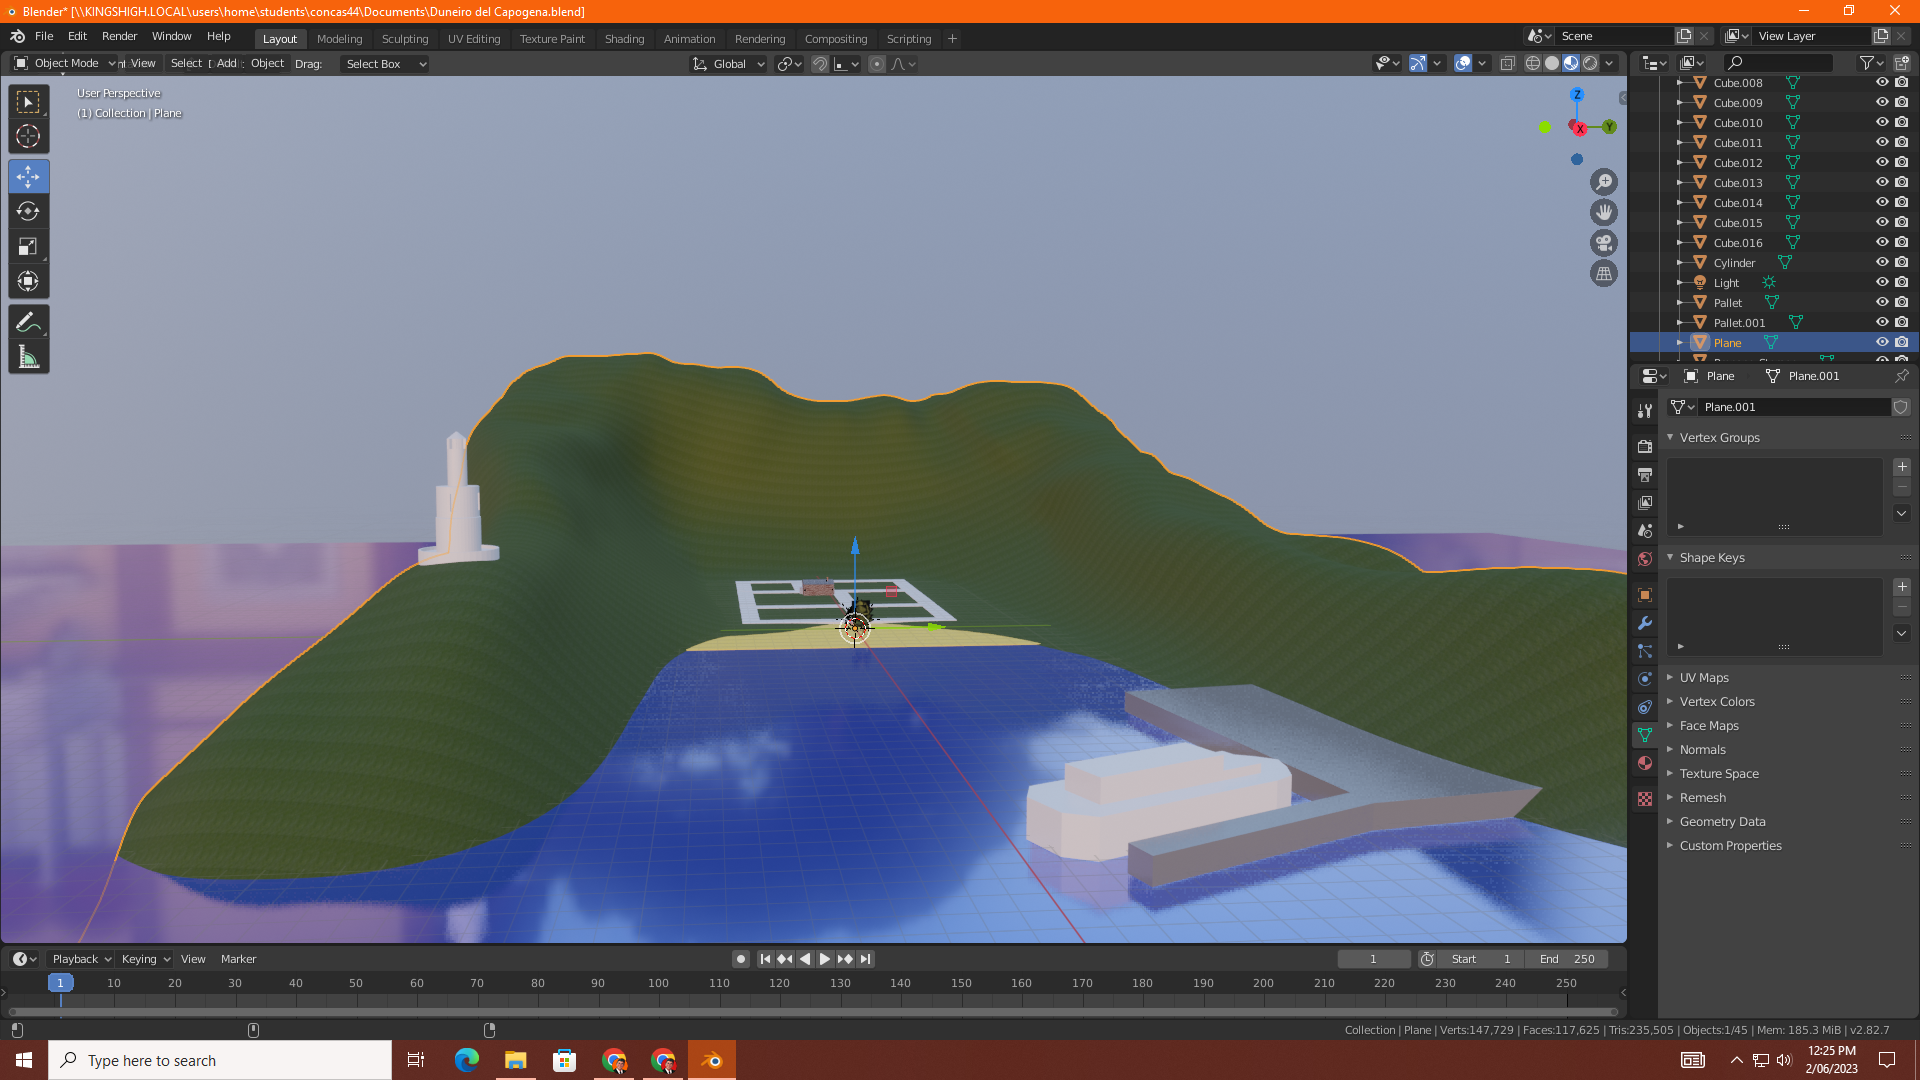 Blender* [\\KINGSHIGH.LOCAL\users\home\students\concas44\Documents\Duneiro del Capogena.blend]
File Edit Render Window Help
Layout Modeling Sculpting UV Editing Texture Paint Shading Animation Rendering Compositing Scripting +
Scene
View Layer
Object Mode View Select Add Object Drag: Select Box
Global
User Perspective
(1) Collection | Plane
Z
X
Y
Cube.008
Cube.009
Cube.010
Cube.011
Cube.012
Cube.013
Cube.014
Cube.015
Cube.016
Cylinder
Light
Pallet
Pallet.001
Plane
Plane Plane.001
Plane.001
Vertex Groups
Shape Keys
UV Maps
Vertex Colors
Face Maps
Normals
Texture Space
Remesh
Geometry Data
Custom Properties
Playback Keying View Marker
1
Start 1
End 250
1 10 20 30 40 50 60 70 80 90 100 110 120 130 140 150 160 170 180 190 200 210 220 230 240 250
Collection | Plane | Verts:147,729 | Faces:117,625 | Tris:235,505 | Objects:1/45 | Mem: 185.3 MiB | v2.82.7
Type here to search
12:25 PM
2/06/2023